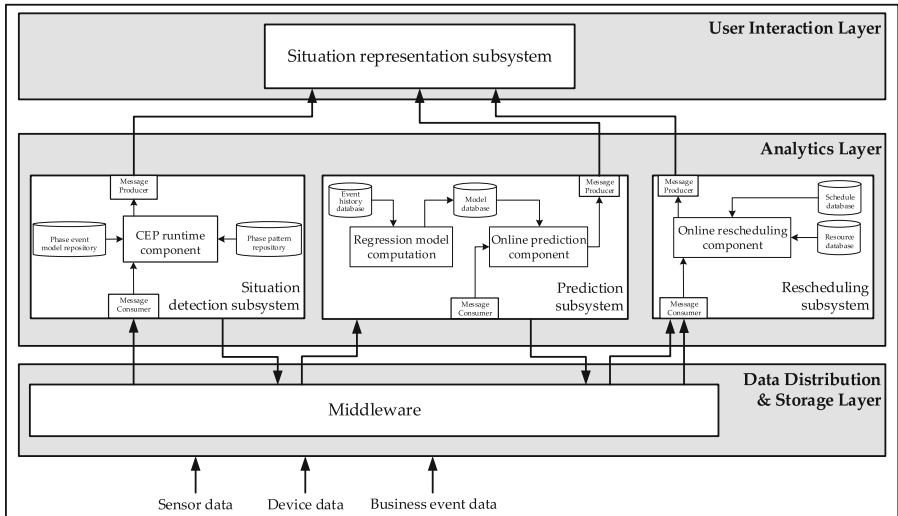 User Interaction Layer
Situation representation subsystem
Analytics Layer
Message
Producer
Phase event
model repository
CEP runtime
component
Phase pattern
repository
Message
Consumer
Situation
detection subsystem
Event
history
database
Model
database
Message
Producer
Regression model
computation
Online prediction
component
Message
Consumer
Prediction
subsystem
Message
Producer
Schedule
database
Online rescheduling
component
Resource
database
Message
Consumer
Rescheduling
subsystem
Data Distribution
& Storage Layer
Middleware
Sensor data
Device data
Business event data